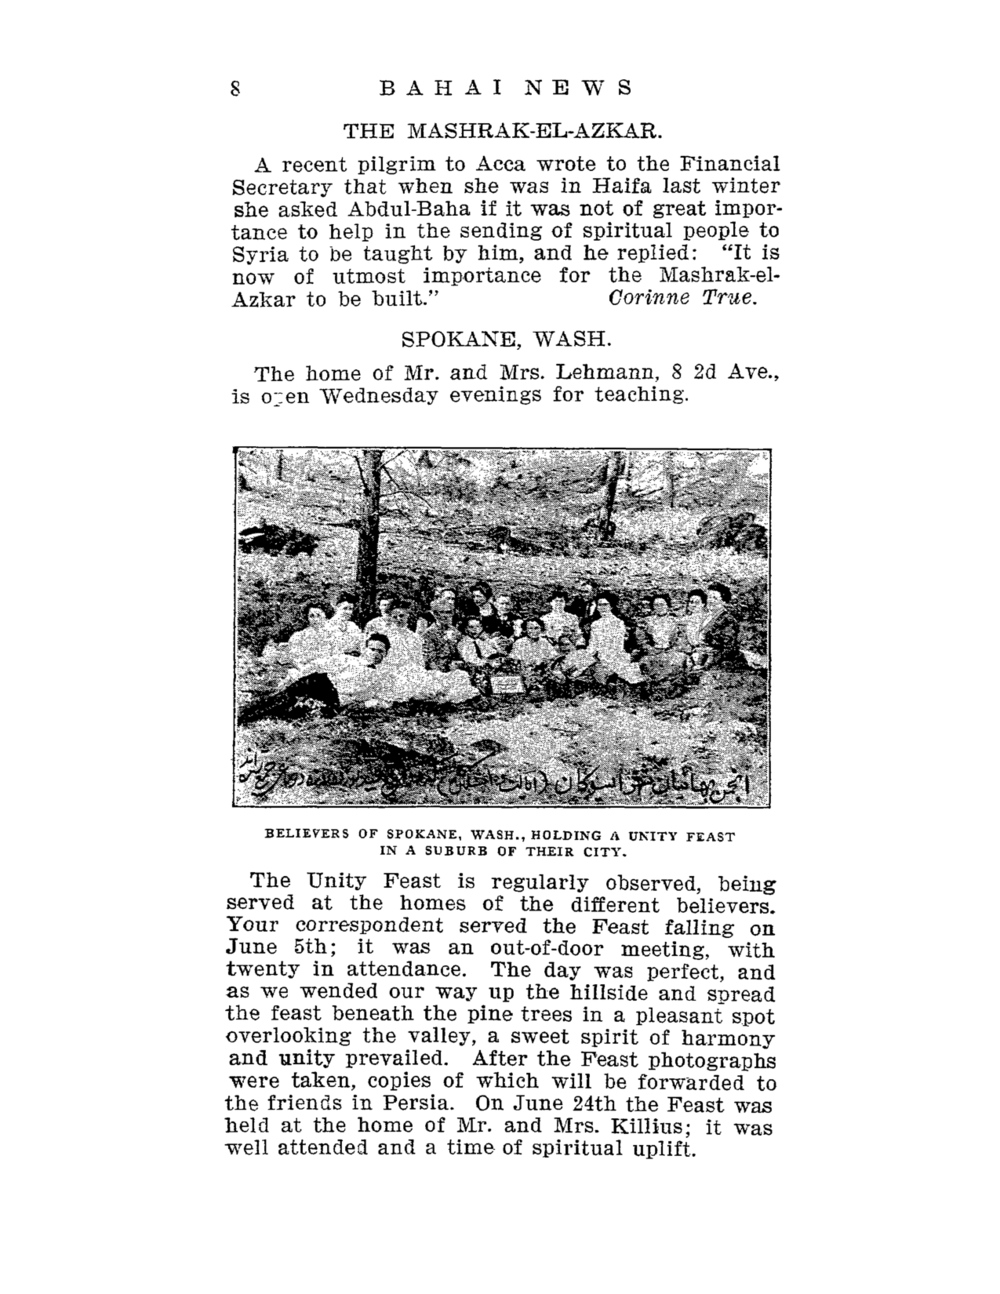 8 BAHAI NEWS
THE MASHRAK-EL-AZKAR.
A recent pilgrim to Acca wrote to the Financial
Secretary that when she was in Haifa last winter
she asked Abdul-Baha if it was not of great impor-
tance to help in the sending of spiritual people to
Syria to be taught by him, and he replied: “It is
now of utmost importance for the Mashrak-el-
Azkar to be built.” Corinne True.
SPOKANE, WASH.
The home of Mr. and Mrs. Lehmann, 8 2d Ave.,
is open Wednesday evenings for teaching.
انجمن بهائیان
BELIEVERS OF SPOKANE, WASH., HOLDING A UNITY FEAST
IN A SUBURB OF THEIR CITY.
The Unity Feast is regularly observed, being
served at the homes of the different believers.
Your correspondent served the Feast falling on
June 5th; it was an out-of-door meeting, with
twenty in attendance. The day was perfect, and
as we wended our way up the hillside and spread
the feast beneath the pine trees in a pleasant spot
overlooking the valley, a sweet spirit of harmony
and unity prevailed. After the Feast photographs
were taken, copies of which will be forwarded to
the friends in Persia. On June 24th the Feast was
held at the home of Mr. and Mrs. Killius; it was
well attended and a time of spiritual uplift.